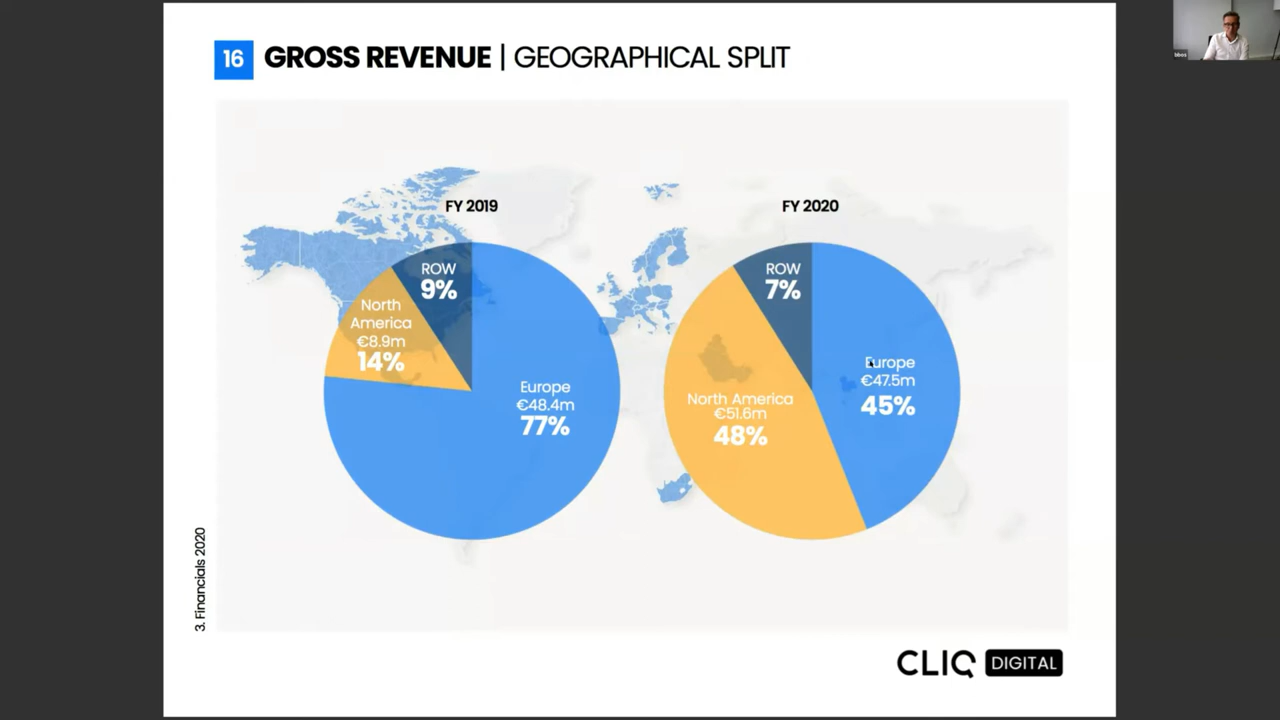 16 GROSS REVENUE | GEOGRAPHICAL SPLIT
FY 2019
ROW
9%
North
America
€8.9m
14%
Europe
€48.4m
77%
FY 2020
ROW
7%
Europe
€47.5m
45%
North America
€51.6m
48%
3. Financials 2020
CLIQ DIGITAL